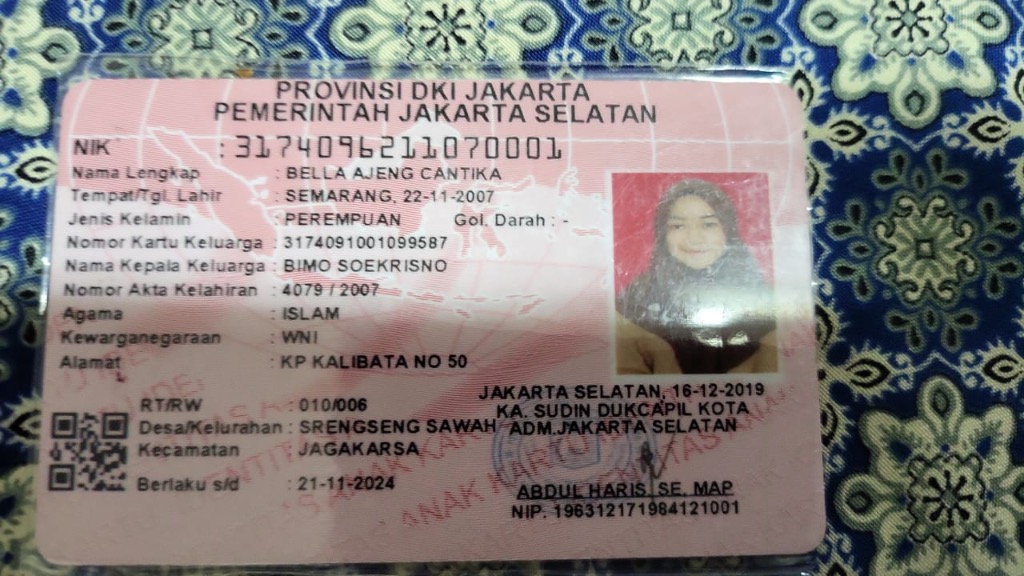 PROVINSI DKI JAKARTA
PEMERINTAH JAKARTA SELATAN
NIK : 3174096211070001
Nama Lengkap : BELLA AJENG CANTIKA
Tempat/Tgl. Lahir : SEMARANG, 22-11-2007
Jenis Kelamin : PEREMPUAN Gol. Darah : -
Nomor Kartu Keluarga : 3174091001099587
Nama Kepala Keluarga : BIMO SOEKRISNO
Nomor Akta Kelahiran : 4079 / 2007
Agama : ISLAM
Kewarganegaraan : WNI
Alamat : KP KALIBATA NO 50
RT/RW : 010/006
Desa/Kelurahan : SRENGSENG SAWAH
Kecamatan JAGAKARSA
Berlaku s/d : 21-11-2024
JAKARTA SELATAN, 16-12-2019
KA. SUDIN DUKCAPIL KOTA
ADM.JAKARTA SELATAN
ABDUL HARIS, SE. MAP
NIP. 196312171984121001